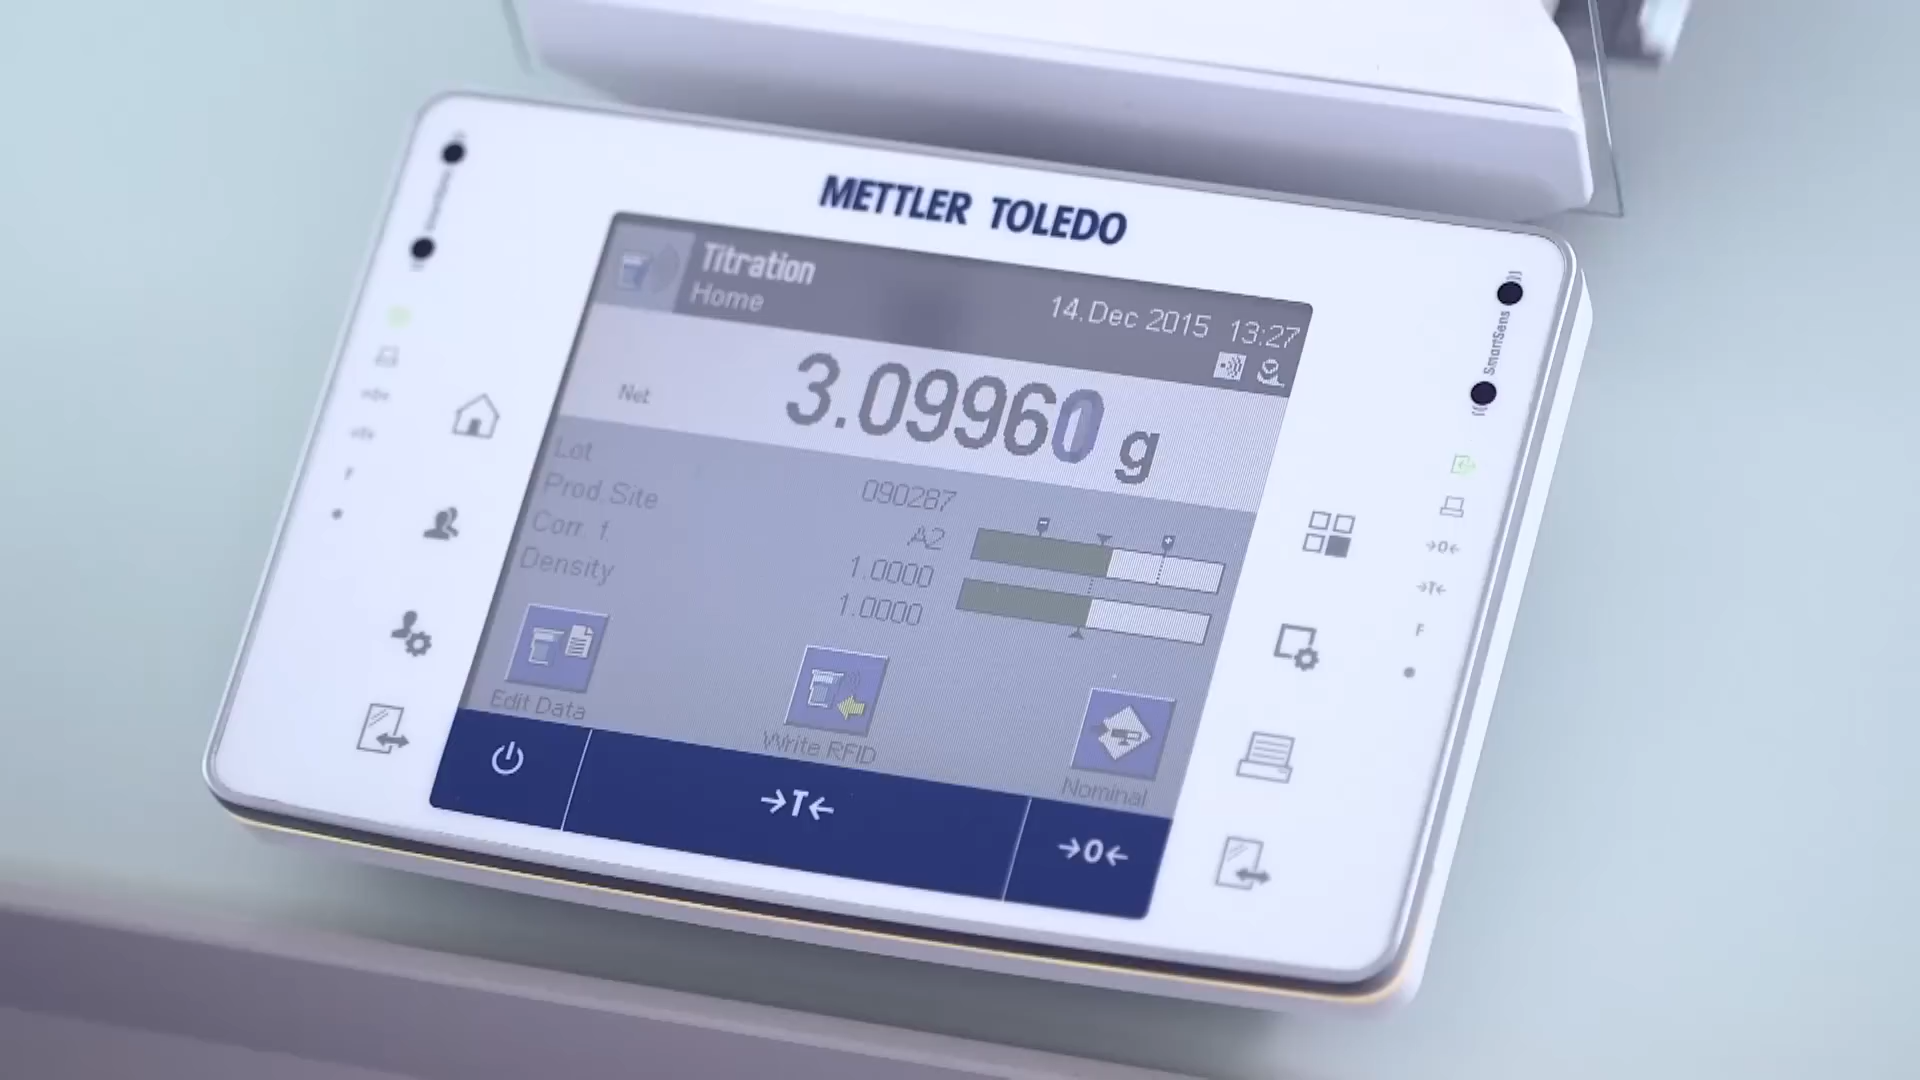 METTLER TOLEDO
Titration
Home
14.Dec 2015 13:27
Net 3.09960 g
Lot 090287
Prod. Site A2
Corr. f. 1.0000
Density 1.0000
Edit Data
Write RFID
Nominal
→T←
→0←
SmartSens
→0←
→T←
F
F